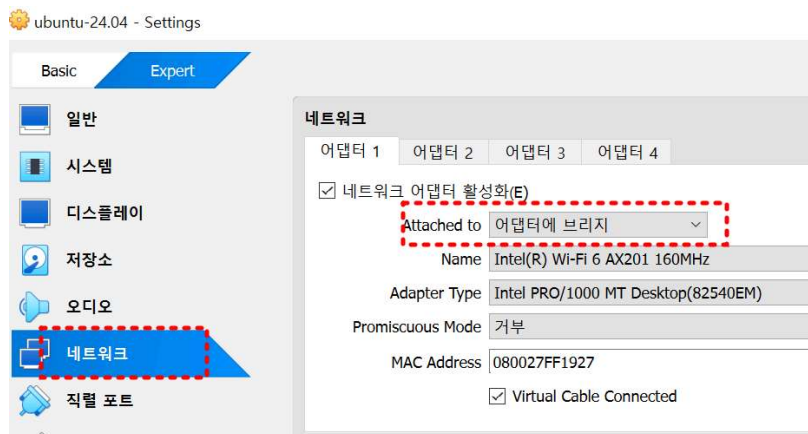 ubuntu-24.04 - Settings
Basic Expert
일반
시스템
디스플레이
저장소
오디오
네트워크
직렬 포트
네트워크
어댑터 1 어댑터 2 어댑터 3 어댑터 4
네트워크 어댑터 활성화(E)
Attached to 어댑터에 브리지
Name Intel(R) Wi-Fi 6 AX201 160MHz
Adapter Type Intel PRO/1000 MT Desktop(82540EM)
Promiscuous Mode 거부
MAC Address 080027FF1927
Virtual Cable Connected